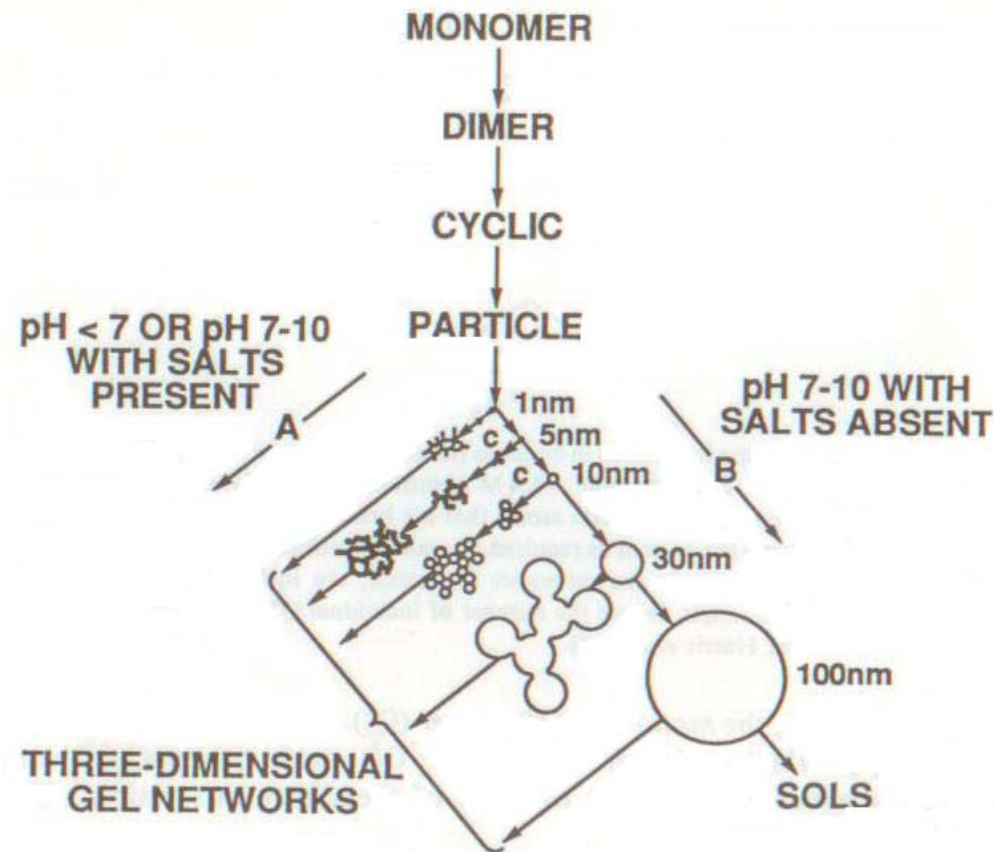 MONOMER
DIMER
CYCLIC
PARTICLE
pH < 7 OR pH 7-10
WITH SALTS
PRESENT
A
pH 7-10 WITH
SALTS ABSENT
B
1nm
c
5nm
c
10nm
30nm
100nm
THREE-DIMENSIONAL
GEL NETWORKS
SOLS